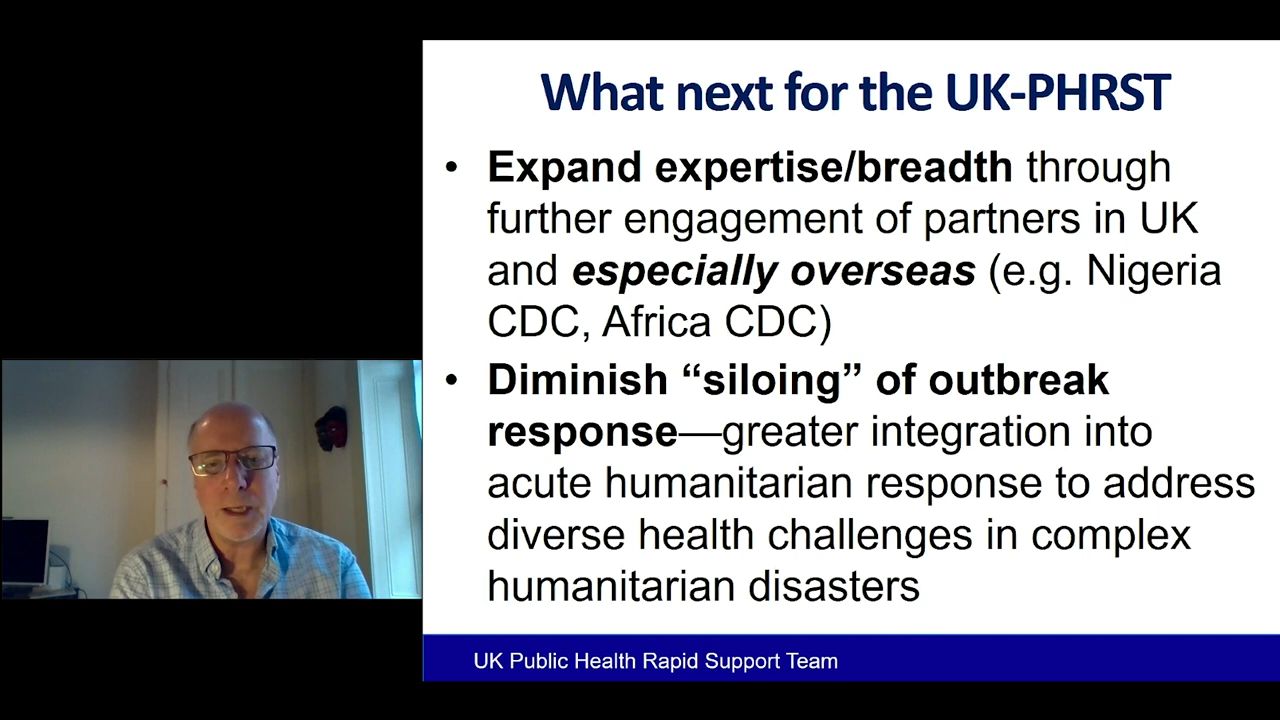 What next for the UK-PHRST
• Expand expertise/breadth through
further engagement of partners in UK
and especially overseas (e.g. Nigeria
CDC, Africa CDC)
• Diminish “siloing” of outbreak
response—greater integration into
acute humanitarian response to address
diverse health challenges in complex
humanitarian disasters
UK Public Health Rapid Support Team